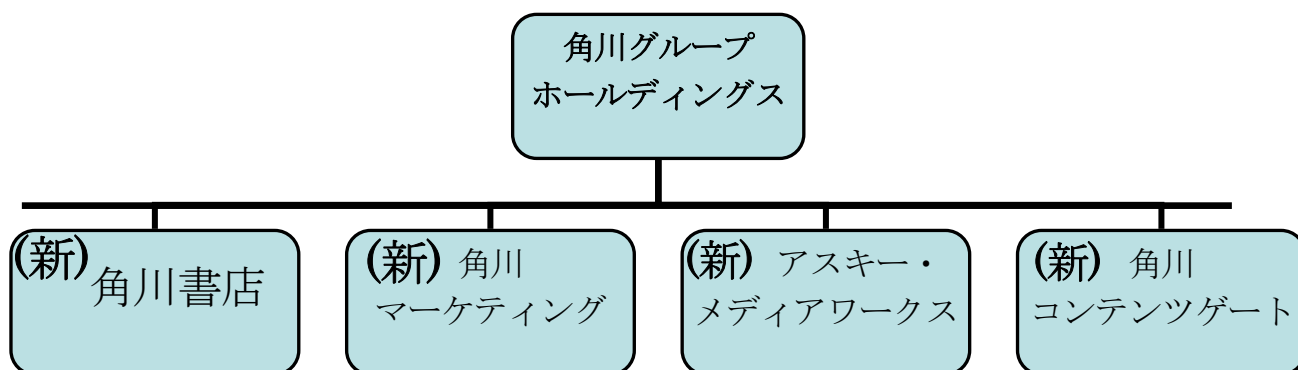 角川グループ
ホールディングス
(新)角川書店
(新) 角川
マーケティング
(新) アスキー・
メディアワークス
(新) 角川
コンテンツゲート